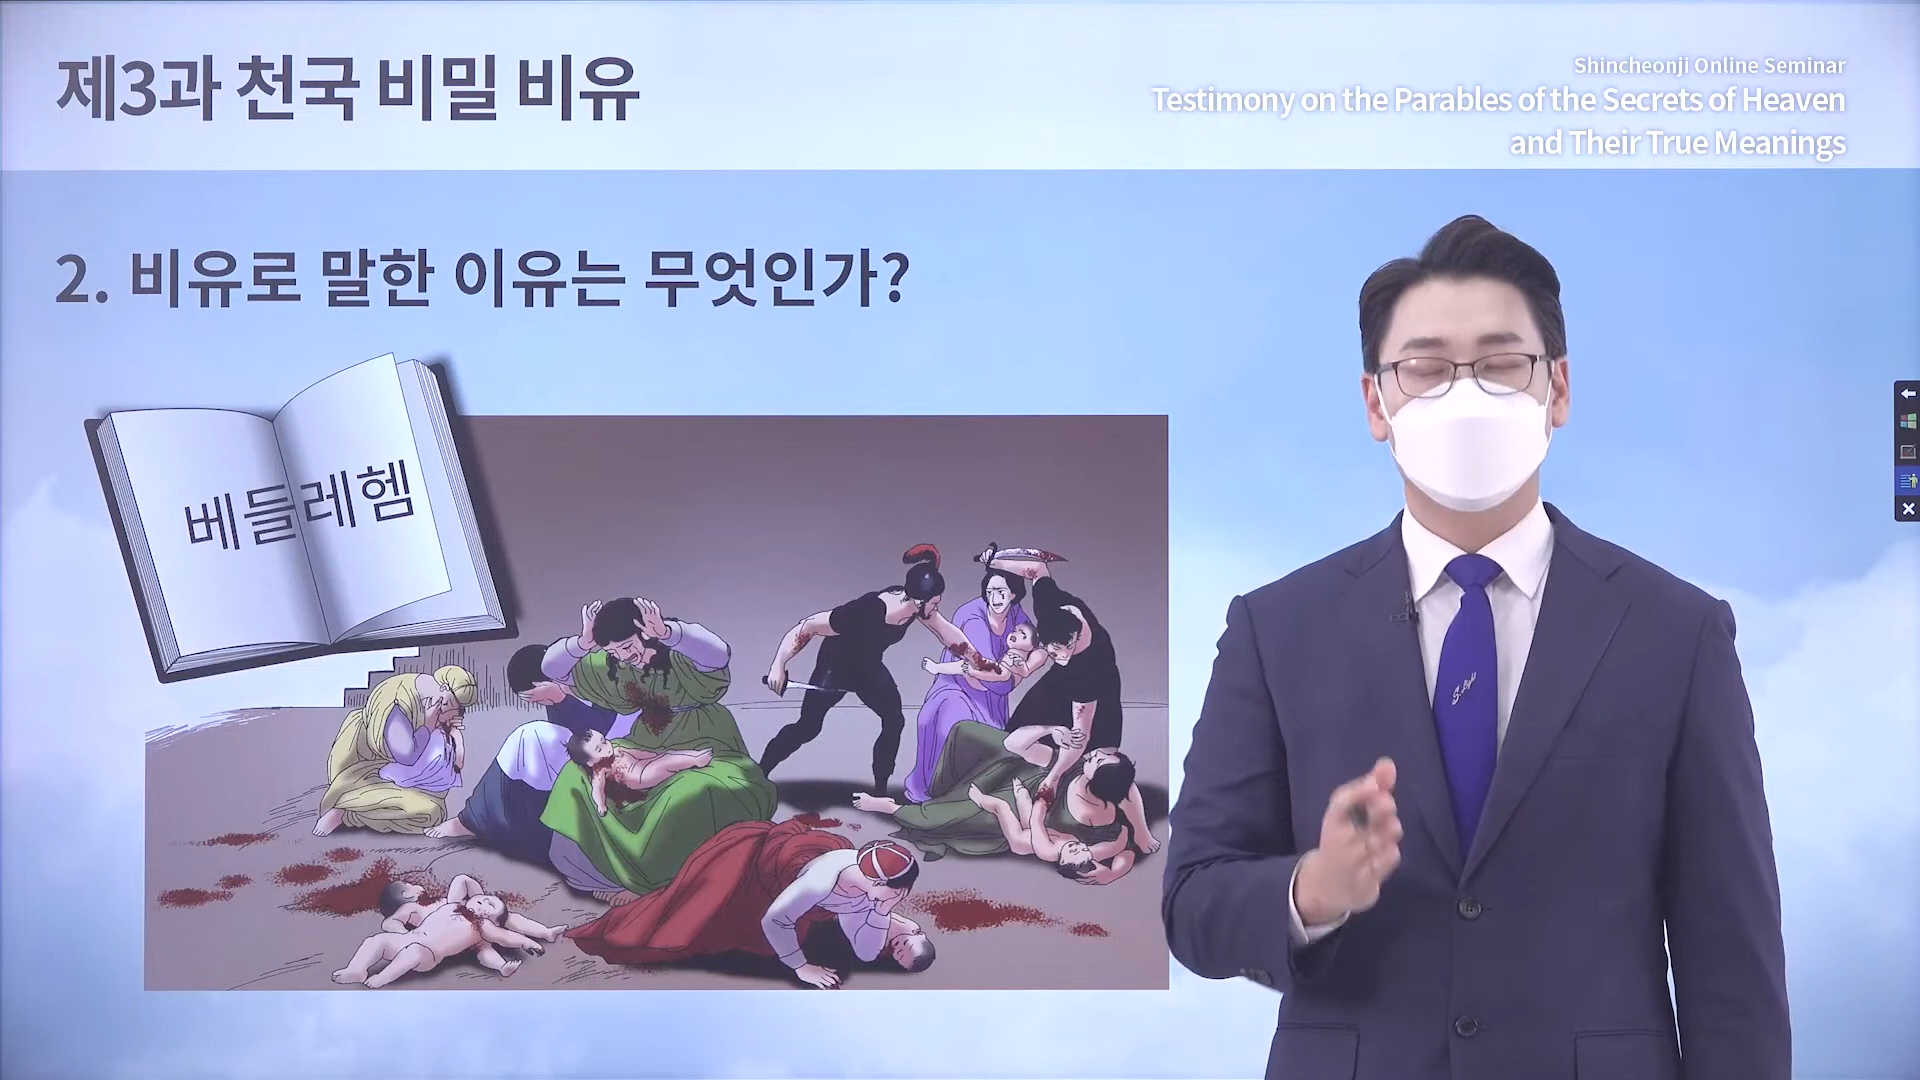 제3과 천국 비밀 비유
Shincheonji Online Seminar
Testimony on the Parables of the Secrets of Heaven
and Their True Meanings
2. 비유로 말한 이유는 무엇인가?
베들레헴
S. Light